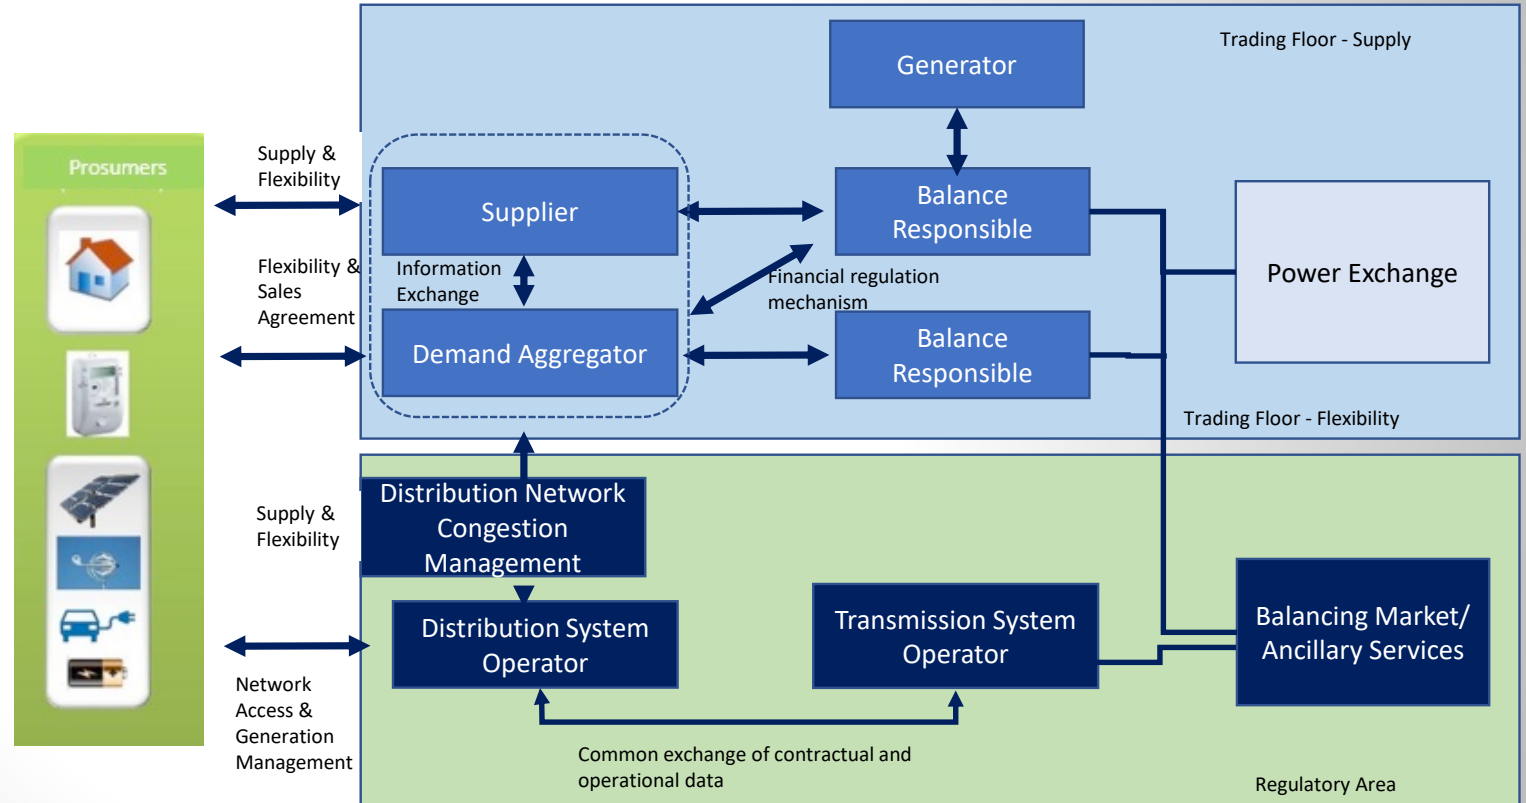 Trading Floor - Supply
Generator
Prosumers
Supply &
Flexibility
Supplier
Balance
Responsible
Power Exchange
Flexibility &
Sales
Agreement
Information
Exchange
Financial regulation
mechanism
Demand Aggregator
Balance
Responsible
Trading Floor - Flexibility
Supply &
Flexibility
Distribution Network
Congestion
Management
Distribution System
Operator
Transmission System
Operator
Balancing Market/
Ancillary Services
Network
Access &
Generation
Management
Common exchange of contractual and
operational data
Regulatory Area